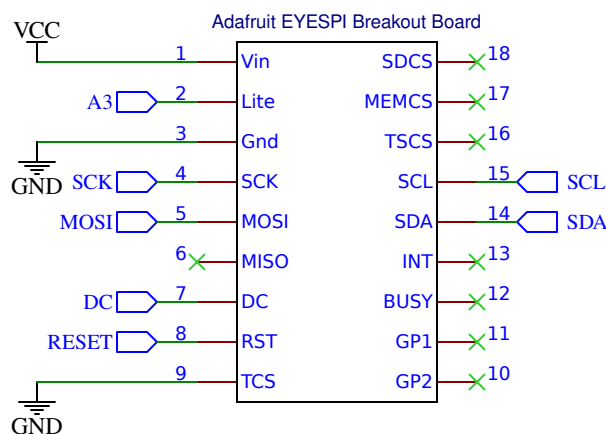 Adafruit EYESPI Breakout Board
VCC 1 Vin SDCS 18
A3 2 Lite MEMCS 17
3 Gnd TSCS 16
GND
SCK 4 SCK SCL 15 SCL
MOSI 5 MOSI SDA 14 SDA
6 MISO INT 13
DC 7 DC BUSY 12
RESET 8 RST GP1 11
9 TCS GP2 10
GND